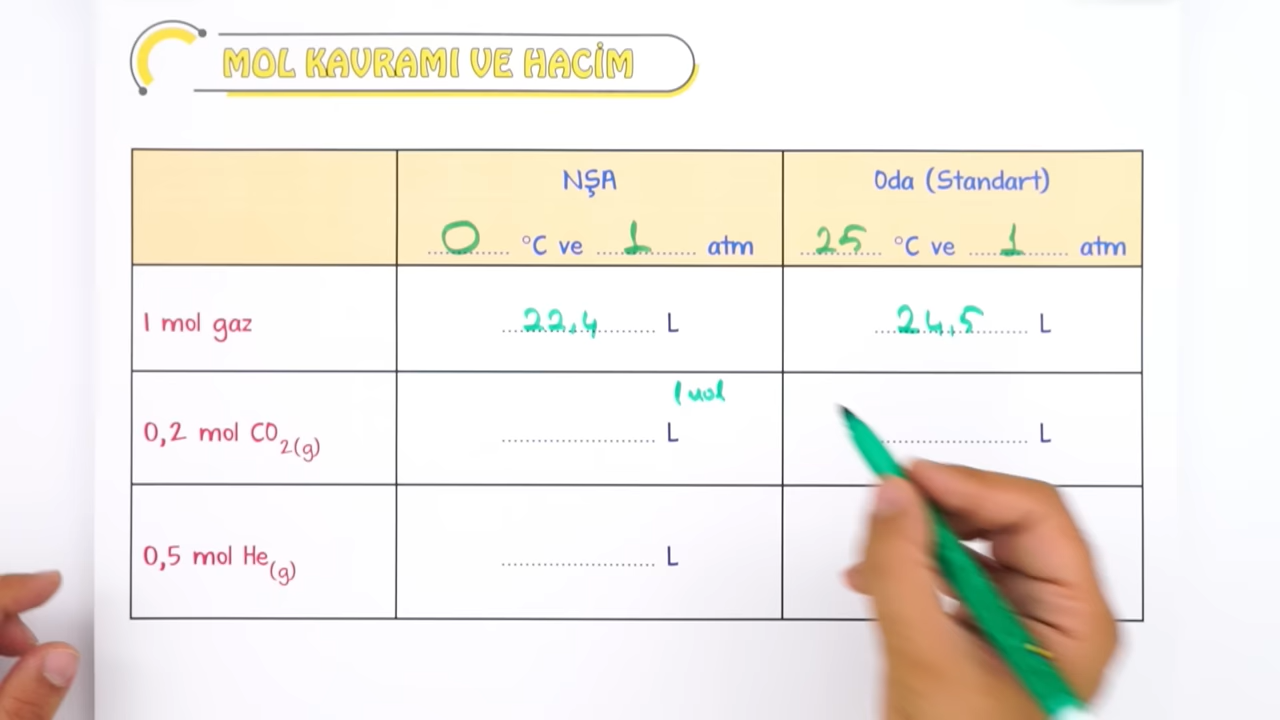 MOL KAVRAMI VE HACİM
NŞA
Oda (Standart)
0 °C ve 1 atm
25 °C ve 1 atm
1 mol gaz
22,4 L
24,5 L
1 mol
0,2 mol CO2(g)
L
L
0,5 mol He(g)
L